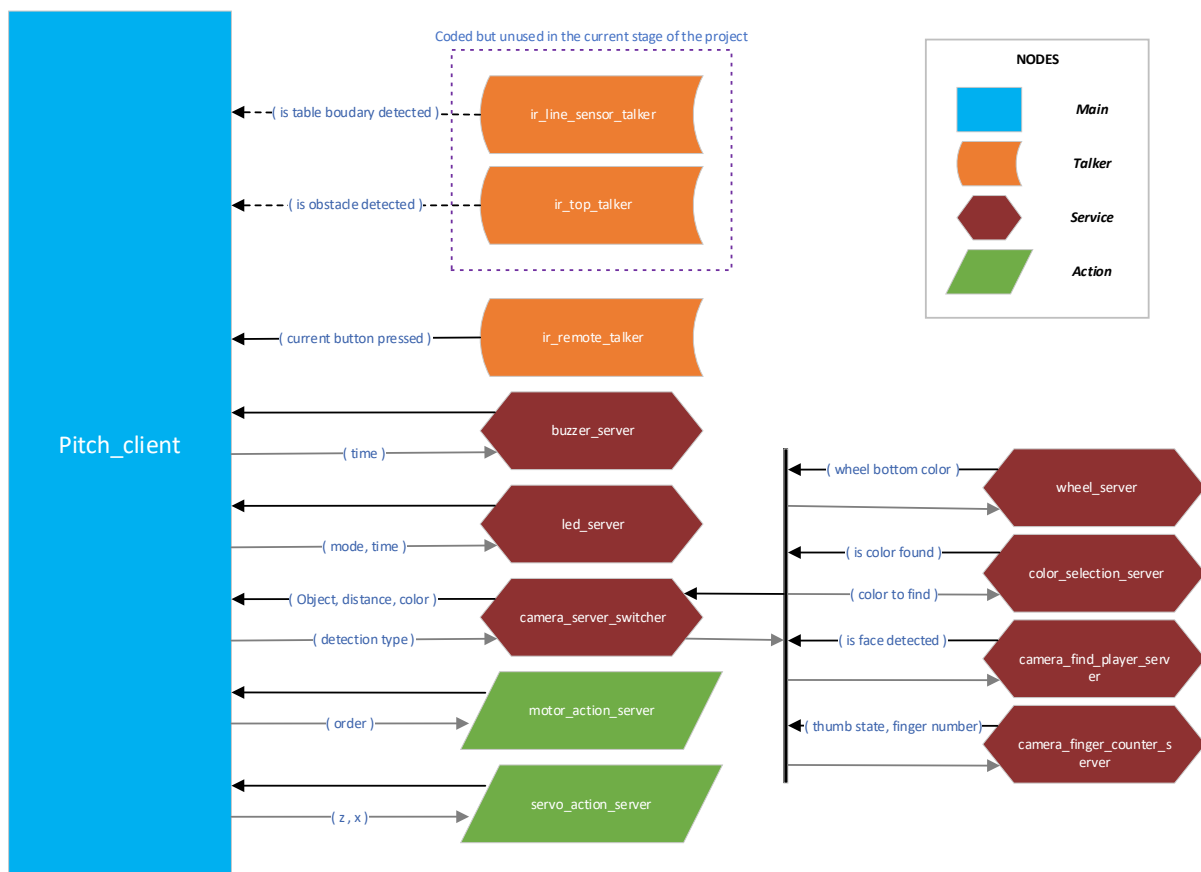 Coded but unused in the current stage of the project
NODES
Main
Talker
Service
Action
( is table boudary detected )
ir_line_sensor_talker
( is obstacle detected )
ir_top_talker
( current button pressed )
ir_remote_talker
Pitch_client
buzzer_server
( time )
led_server
( mode, time )
( Object, distance, color )
camera_server_switcher
( detection type )
motor_action_server
( order )
servo_action_server
( z , x )
( wheel bottom color )
wheel_server
( is color found )
color_selection_server
( color to find )
( is face detected )
camera_find_player_serv
er
( thumb state, finger number)
camera_finger_counter_s
erver